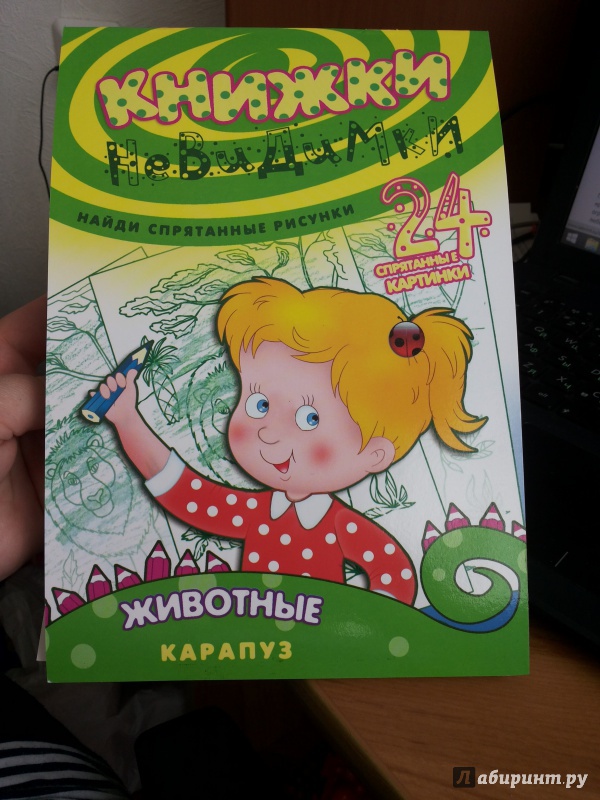 КНИЖКИ
НеВиДиМкИ
НАЙДИ СПРЯТАННЫЕ РИСУНКИ
24
СПРЯТАННЫЕ
КАРТИНКИ
ЖИВОТНЫЕ
КАРАПУЗ
Лабиринт.ру